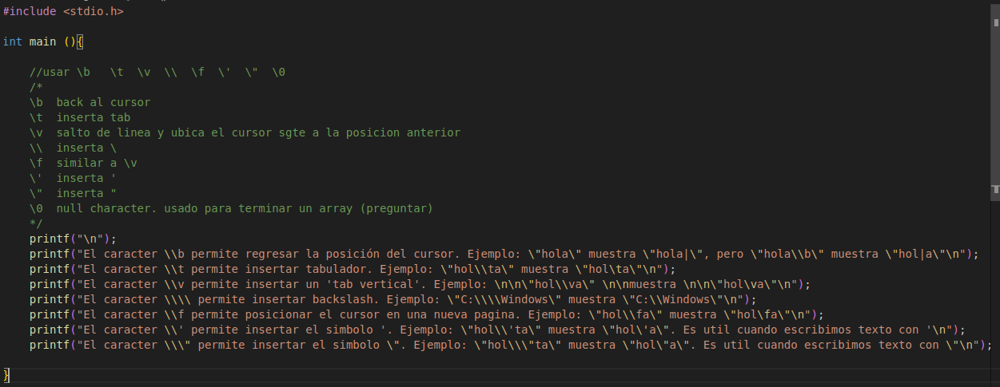 #include <stdio.h>
int main (){
//usar \b   \t  \v  \\  \f  \'  \"  \0
/*
\b  back al cursor
\t  inserta tab
\v  salto de linea y ubica el cursor sgte a la posicion anterior
\\  inserta \
\f  similar a \v
\'  inserta '
\"  inserta "
\0  null character. usado para terminar un array (preguntar)
*/
printf("\n");
printf("El caracter \\b permite regresar la posición del cursor. Ejemplo: \"hola\" muestra \"hola|\", pero \"hola\\b\" muestra \"hol|a\"\n");
printf("El caracter \\t permite insertar tabulador. Ejemplo: \"hol\\ta\" muestra \"hol\ta\"\n");
printf("El caracter \\v permite insertar un 'tab vertical'. Ejemplo: \n\n\"hol\\va\" \n\nmuestra \n\n\"hol\va\"\n");
printf("El caracter \\\\ permite insertar backslash. Ejemplo: \"C:\\\\Windows\" muestra \"C:\\Windows\"\n");
printf("El caracter \\f permite posicionar el cursor en una nueva pagina. Ejemplo: \"hol\\fa\" muestra \"hol\fa\"\n");
printf("El caracter \\' permite insertar el simbolo '. Ejemplo: \"hol\\'ta\" muestra \"hol\'a\". Es util cuando escribimos texto con '\n");
printf("El caracter \\\" permite insertar el simbolo \". Ejemplo: \"hol\\\"ta\" muestra \"hol\"a\". Es util cuando escribimos texto con \"\n");
}